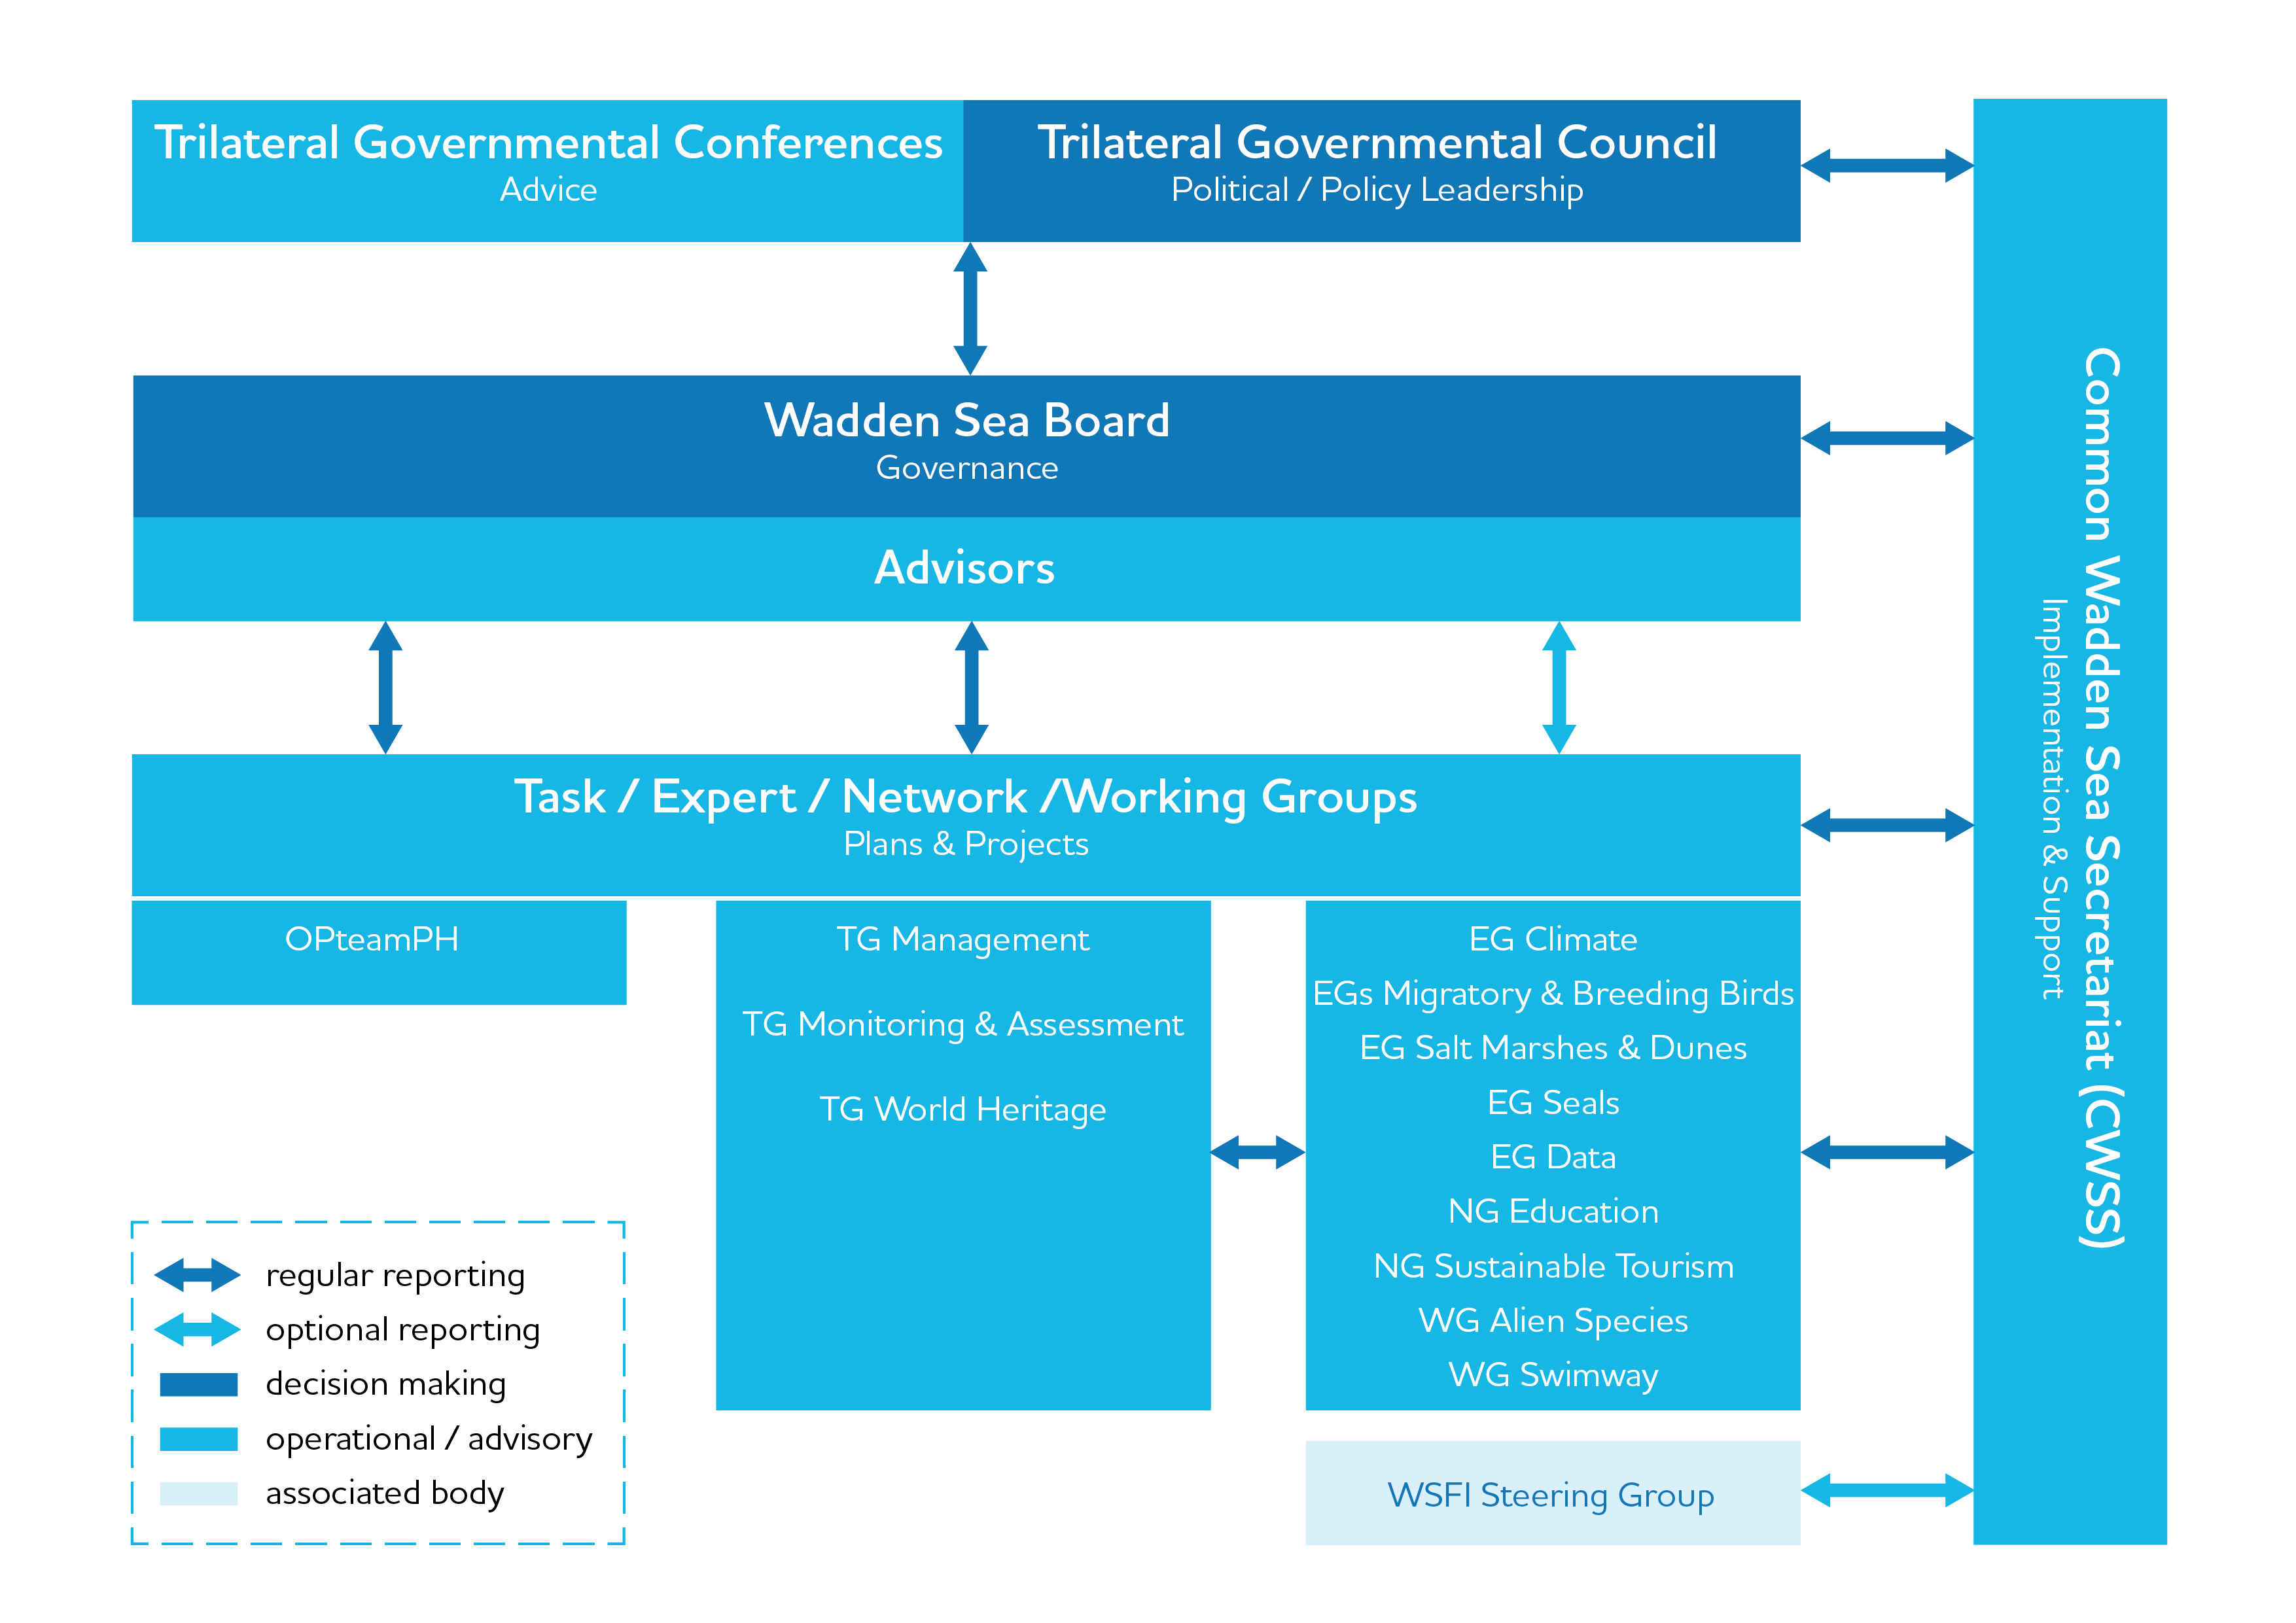 Trilateral Governmental Conferences
Advice
Trilateral Governmental Council
Political / Policy Leadership
Wadden Sea Board
Governance
Advisors
Task / Expert / Network /Working Groups
Plans & Projects
OPteamPH
TG Management
TG Monitoring & Assessment
TG World Heritage
EG Climate
EGs Migratory & Breeding Birds
EG Salt Marshes & Dunes
EG Seals
EG Data
NG Education
NG Sustainable Tourism
WG Alien Species
WG Swimway
WSFI Steering Group
Common Wadden Sea Secretariat (CWSS)
Implementation & Support
regular reporting
optional reporting
decision making
operational / advisory
associated body